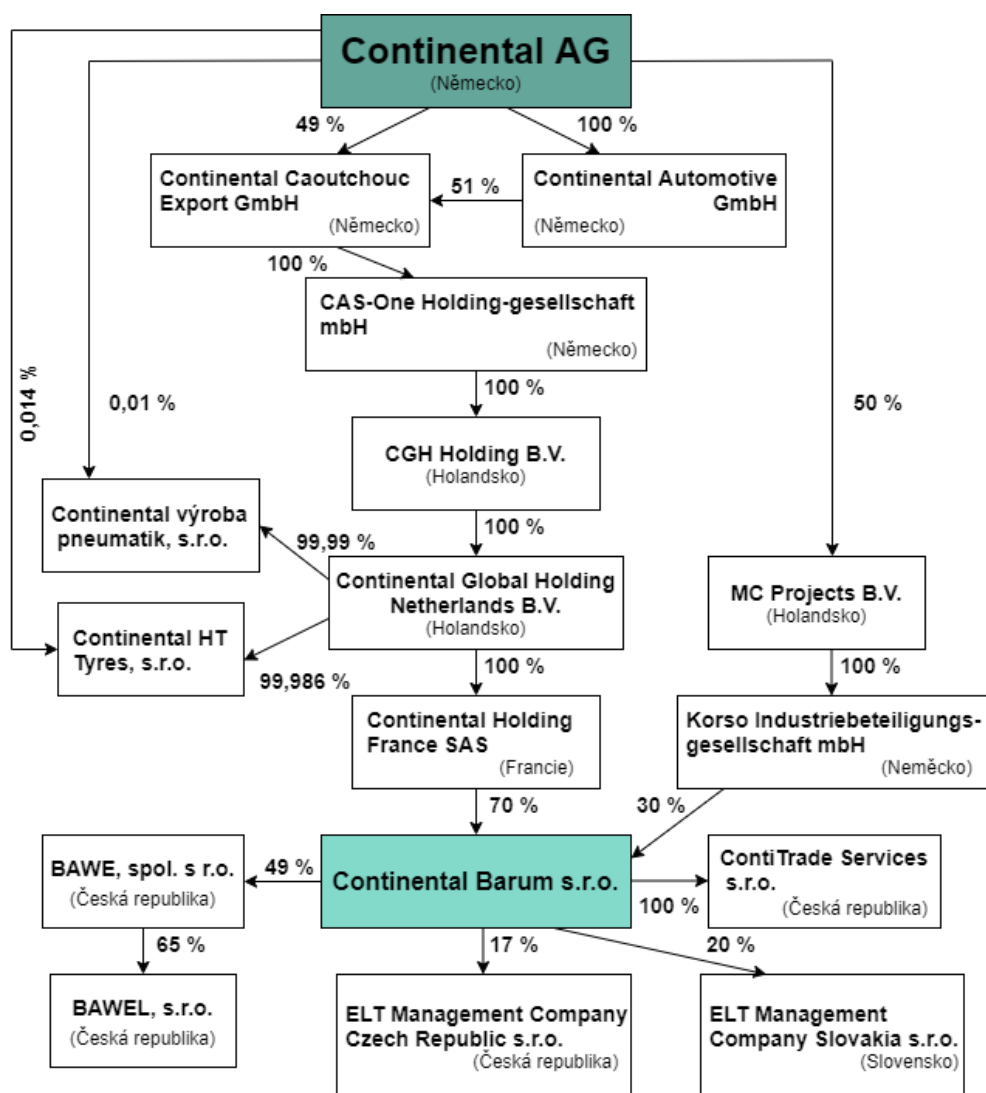 Continental AG
(Německo)
49 %
100 %
Continental Caoutchouc
Export GmbH
(Německo)
51 %
Continental Automotive
GmbH
(Německo)
100 %
CAS-One Holding-gesellschaft
mbH
(Německo)
0,014 %
0,01 %
100 %
50 %
CGH Holding B.V.
(Holandsko)
Continental výroba
pneumatik, s.r.o.
99,99 %
100 %
Continental Global Holding
Netherlands B.V.
(Holandsko)
MC Projects B.V.
(Holandsko)
Continental HT
Tyres, s.r.o.
99,986 %
100 %
100 %
Continental Holding
France SAS
(Francie)
Korso Industriebeteiligungs-
gesellschaft mbH
(Neměcko)
70 %
30 %
BAWE, spol. s r.o.
(Česká republika)
49 %
Continental Barum s.r.o.
100 %
ContiTrade Services
s.r.o.
(Česká republika)
65 %
17 %
20 %
BAWEL, s.r.o.
(Česká republika)
ELT Management Company
Czech Republic s.r.o.
(Česká republika)
ELT Management
Company Slovakia s.r.o.
(Slovensko)